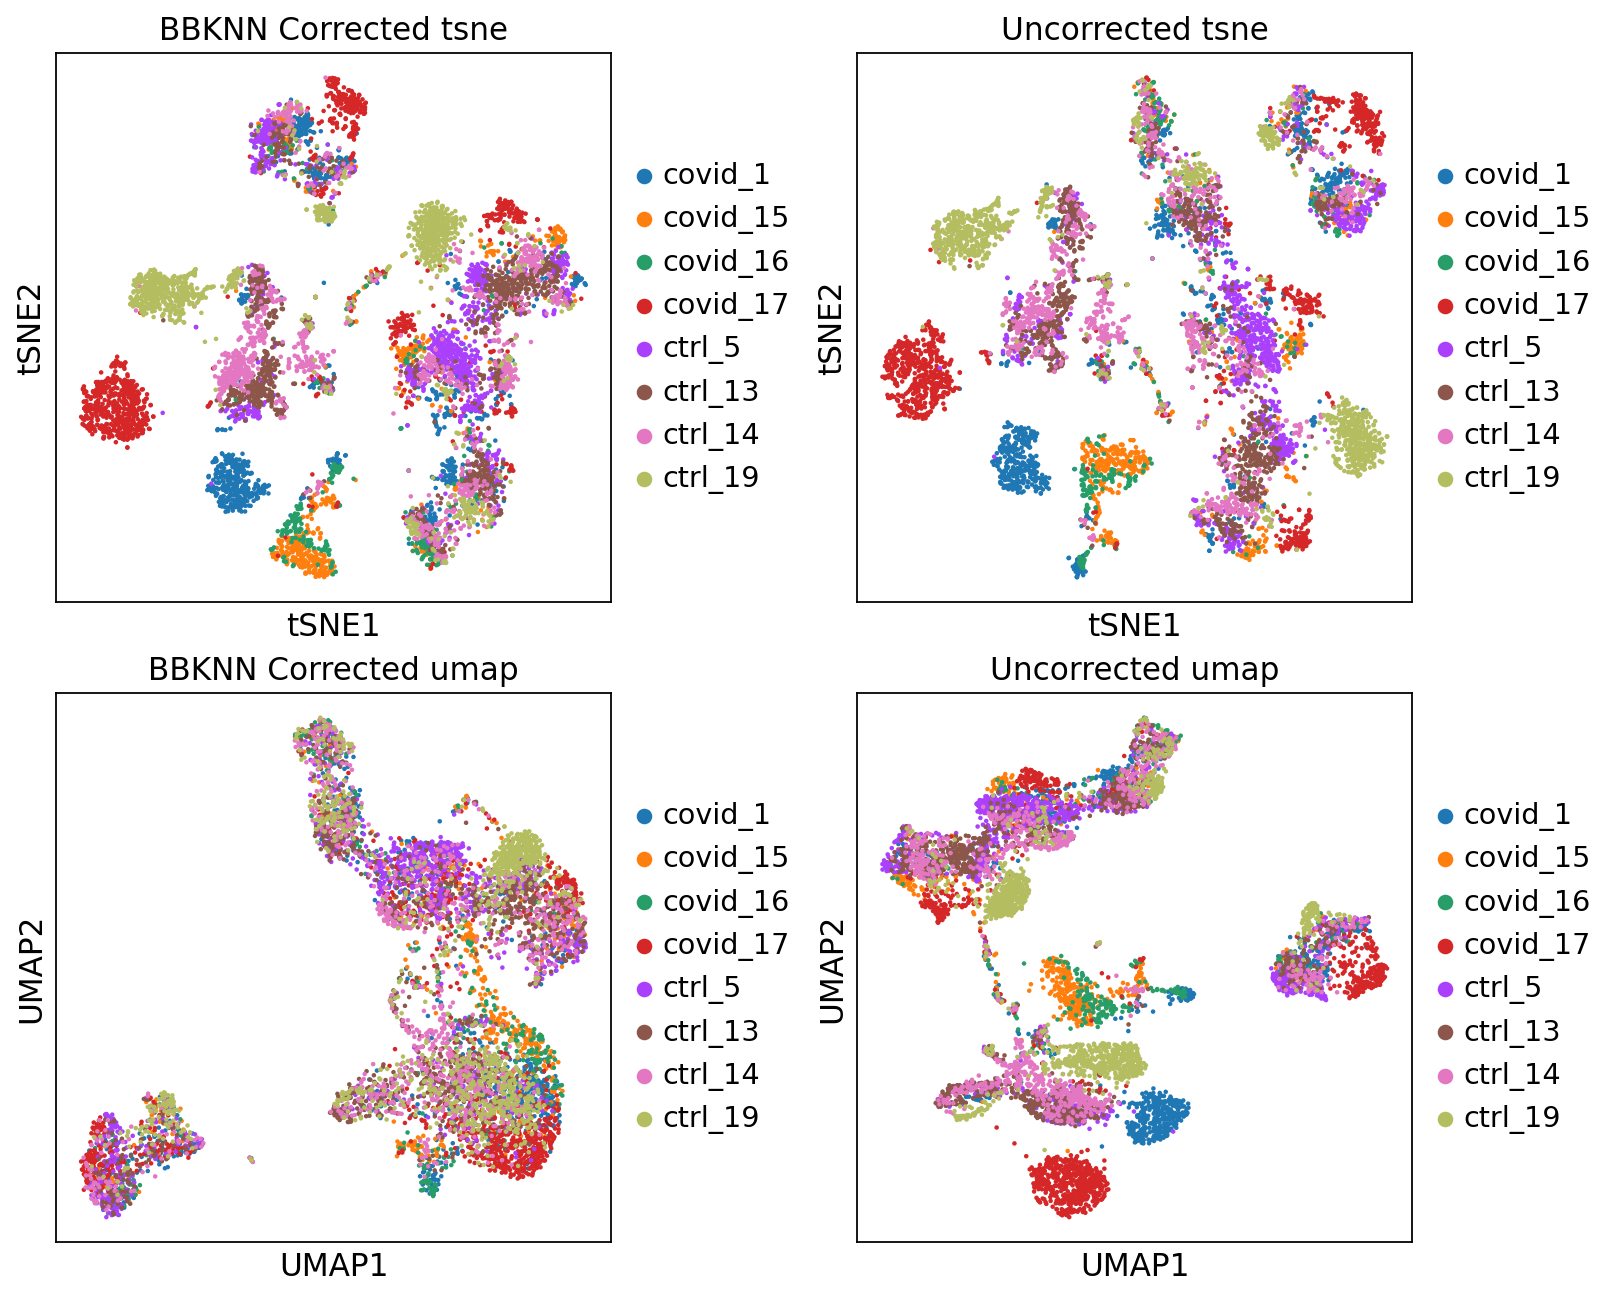 BBKNN Corrected tsne
tSNE2
tSNE1
covid_1
covid_15
covid_16
covid_17
ctrl_5
ctrl_13
ctrl_14
ctrl_19
Uncorrected tsne
tSNE2
tSNE1
covid_1
covid_15
covid_16
covid_17
ctrl_5
ctrl_13
ctrl_14
ctrl_19
BBKNN Corrected umap
UMAP2
UMAP1
covid_1
covid_15
covid_16
covid_17
ctrl_5
ctrl_13
ctrl_14
ctrl_19
Uncorrected umap
UMAP2
UMAP1
covid_1
covid_15
covid_16
covid_17
ctrl_5
ctrl_13
ctrl_14
ctrl_19